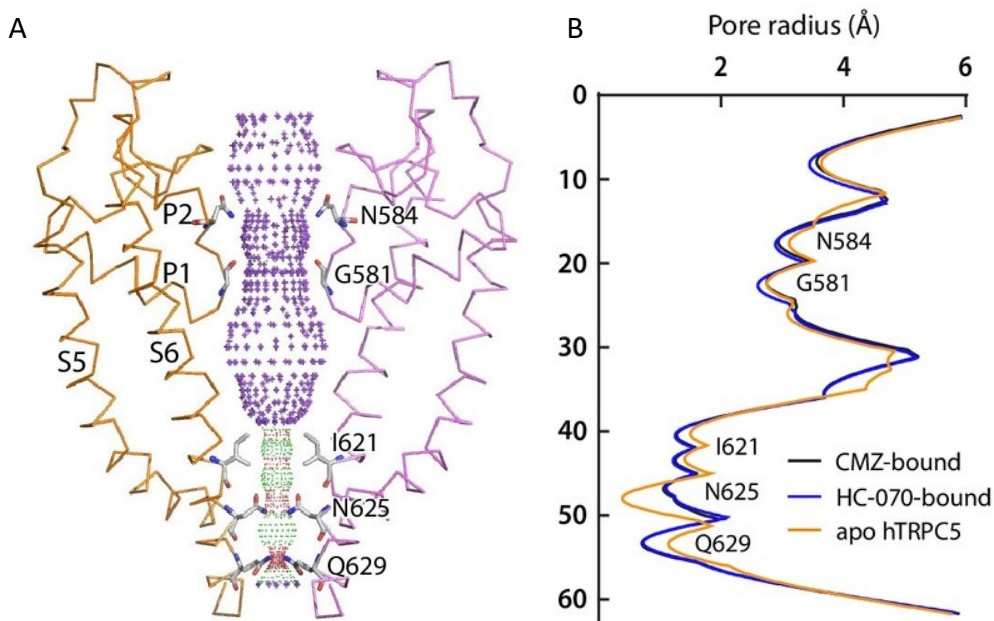 A
P2
N584
P1
G581
S5
S6
I621
N625
Q629
B
Pore radius (Å)
2 4 6
0
10
N584
20
G581
30
40
I621
N625
50
Q629
60
CMZ-bound
HC-070-bound
apo hTRPC5